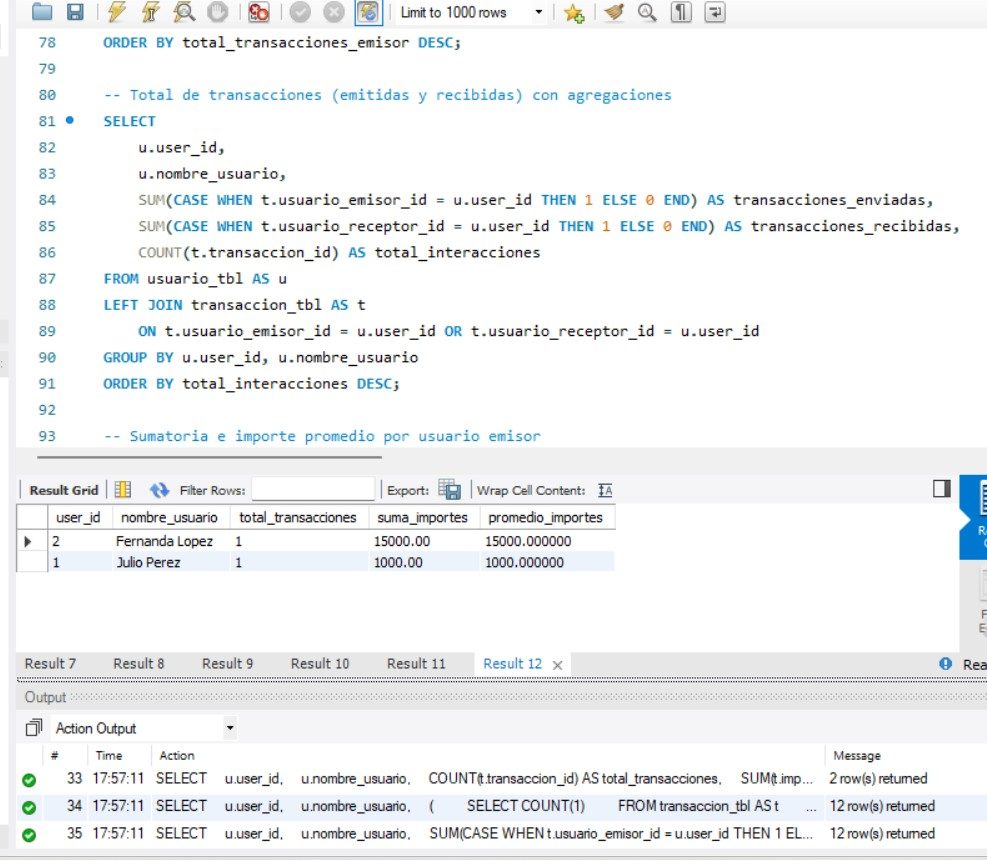 Limit to 1000 rows
78 ORDER BY total_transacciones_emisor DESC;
79
80 -- Total de transacciones (emitidas y recibidas) con agregaciones
81 SELECT
82 u.user_id,
83 u.nombre_usuario,
84 SUM(CASE WHEN t.usuario_emisor_id = u.user_id THEN 1 ELSE 0 END) AS transacciones_enviadas,
85 SUM(CASE WHEN t.usuario_receptor_id = u.user_id THEN 1 ELSE 0 END) AS transacciones_recibidas,
86 COUNT(t.transaccion_id) AS total_interacciones
87 FROM usuario_tbl AS u
88 LEFT JOIN transaccion_tbl AS t
89 ON t.usuario_emisor_id = u.user_id OR t.usuario_receptor_id = u.user_id
90 GROUP BY u.user_id, u.nombre_usuario
91 ORDER BY total_interacciones DESC;
92
93 -- Sumatoria e importe promedio por usuario emisor
Result Grid Filter Rows: Export: Wrap Cell Content:
user_id nombre_usuario total_transacciones suma_importes promedio_importes
2 Fernanda Lopez 1 15000.00 15000.000000
1 Julio Perez 1 1000.00 1000.000000
Result 7 Result 8 Result 9 Result 10 Result 11 Result 12 Rea
Output
Action Output
# Time Action Message
33 17:57:11 SELECT u.user_id, u.nombre_usuario, COUNT(t.transaccion_id) AS total_transacciones, SUM(t.imp... 2 row(s) returned
34 17:57:11 SELECT u.user_id, u.nombre_usuario, ( SELECT COUNT(1) FROM transaccion_tbl AS t ... 12 row(s) returned
35 17:57:11 SELECT u.user_id, u.nombre_usuario, SUM(CASE WHEN t.usuario_emisor_id = u.user_id THEN 1 EL... 12 row(s) returned